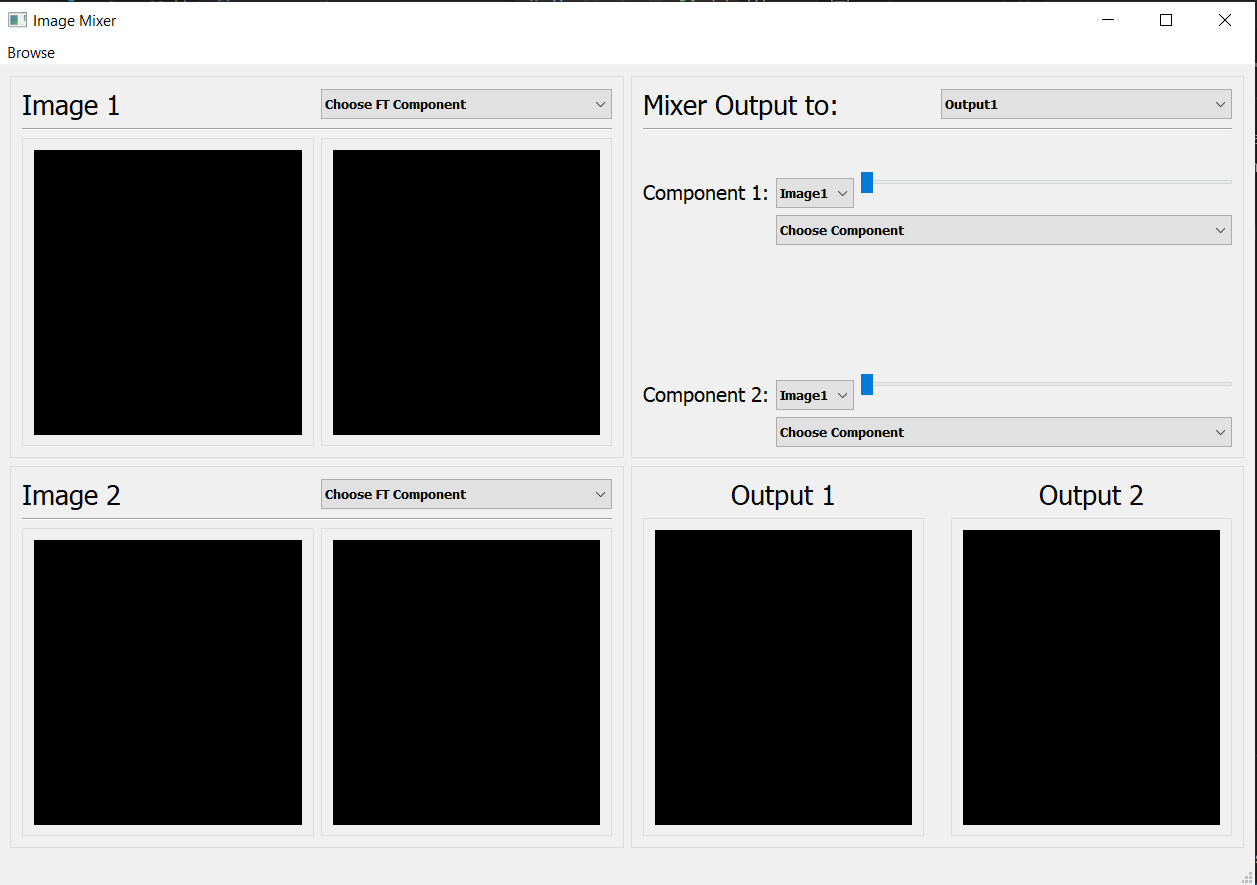 Image Mixer
Browse
Image 1
Choose FT Component
Mixer Output to:
Output1
Component 1:
Image1
Choose Component
Component 2:
Image1
Choose Component
Image 2
Choose FT Component
Output 1
Output 2